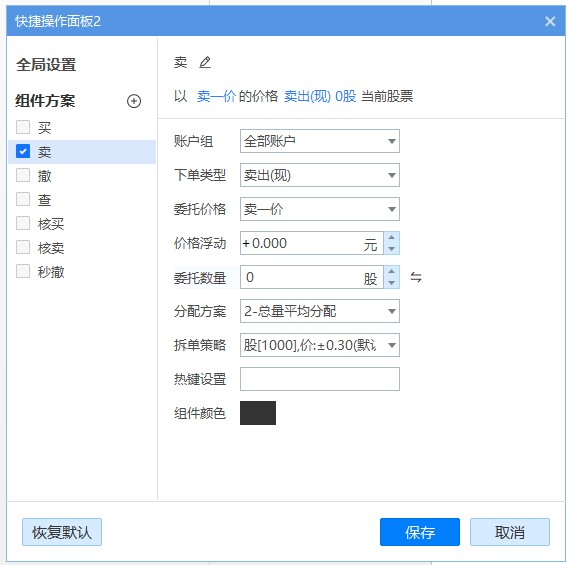 快捷操作面板2
全局设置
组件方案
买
卖
撤
查
核买
核卖
秒撤
卖
以 卖一价 的价格 卖出(现) 0股 当前股票
账户组 全部账户
下单类型 卖出(现)
委托价格 卖一价
价格浮动 +0.000 元
委托数量 0 股
分配方案 2-总量平均分配
拆单策略 股[1000],价:±0.30(默认
热键设置
组件颜色
恢复默认
保存
取消